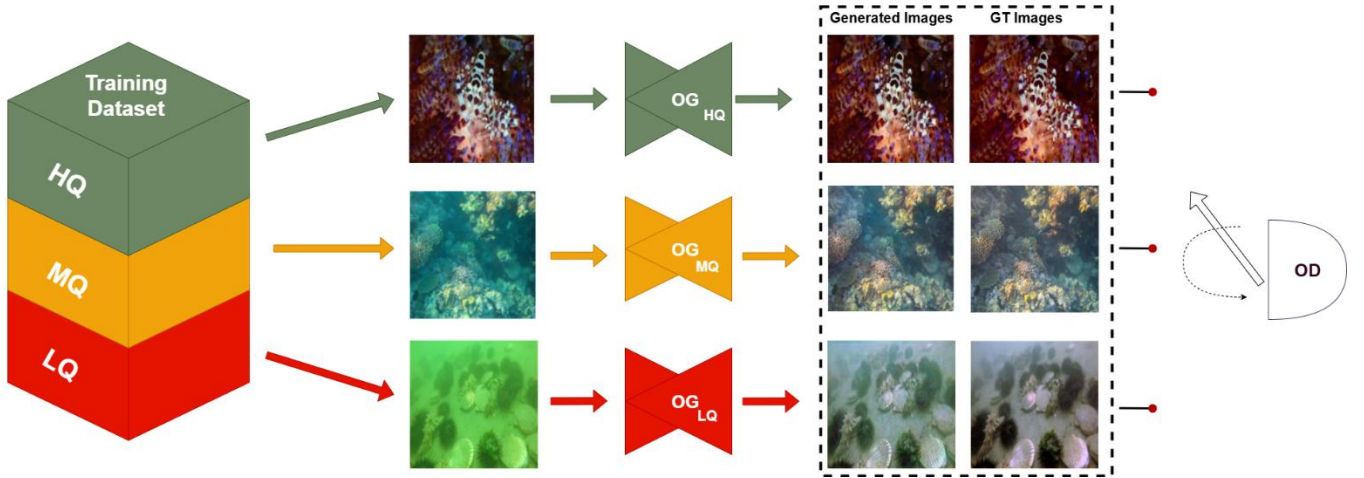 Training
Dataset
HQ
MQ
LQ
OG
HQ
OG
MQ
OG
LQ
Generated Images
GT Images
OD